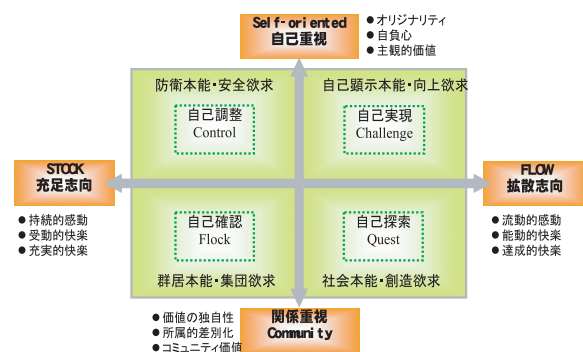 Self-oriented
自己重視
● オリジナリティ
● 自負心
● 主観的価値
防衛本能・安全欲求
自己顕示本能・向上欲求
自己調整
Control
自己実現
Challenge
STOCK
充足志向
FLOW
拡散志向
● 持続的感動
● 受動的快楽
● 充実的快楽
自己確認
Flock
自己探索
Quest
● 流動的感動
● 能動的快楽
● 達成的快楽
群居本能・集団欲求
社会本能・創造欲求
● 価値の独自性
● 所属的差別化
● コミュニティ価値
関係重視
Community